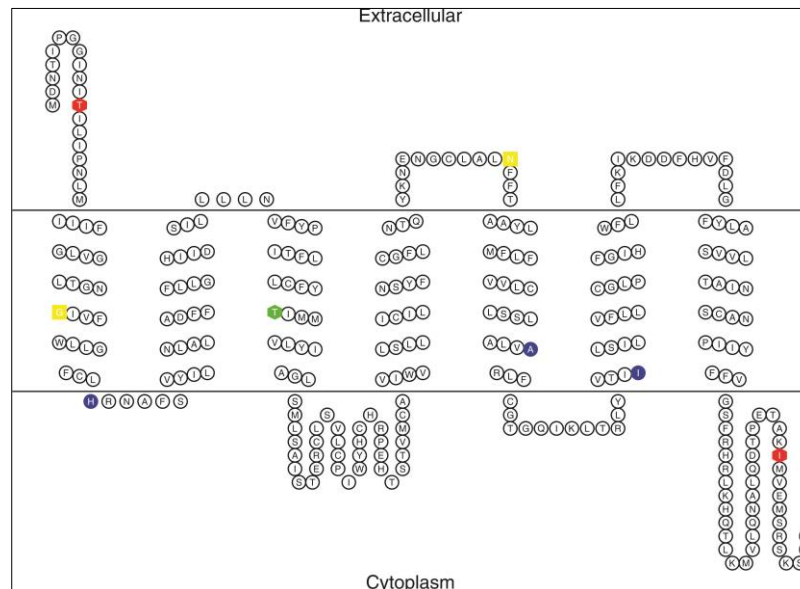 Extracellular
P G
I G
T I
N N
D I
M T
I
L
I
P E N G C L A L N I K D D F H V F
N N F K D
L K F F L
M L L L N Y T L G
I I I F S I L V F Y P N T Q A A Y L W F L F Y L A
G L V G H I I D I T F L C G F L M F L F F G I H S V V L
L T G N F L L G L C F Y N S Y F V V L C C G L P T A I N
G I V F A D F F T I M M I C I L L S S L V F L L S C A N
W L L G N L A L V L Y I L S L L A L V A L I S L P I I Y
F C L V Y I L A G L V I W V R L F V T I I F F V
H R N A F S S A C Y G
M S H C G L S E T
L L V C R M T G Q I K L T R F P A
S C L H P V R T K
A R C Y E T H D I
I E P W H S R Q M
S T I T L L V
K A E
H N M
Q Q S
T L R
L V S
K M K S
Cytoplasm